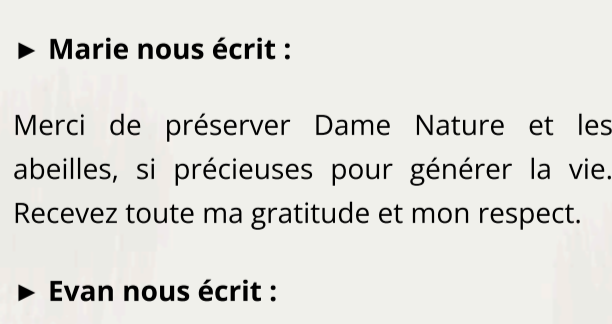 ► Marie nous écrit :
Merci de préserver Dame Nature et les
abeilles, si précieuses pour générer la vie.
Recevez toute ma gratitude et mon respect.
► Evan nous écrit :